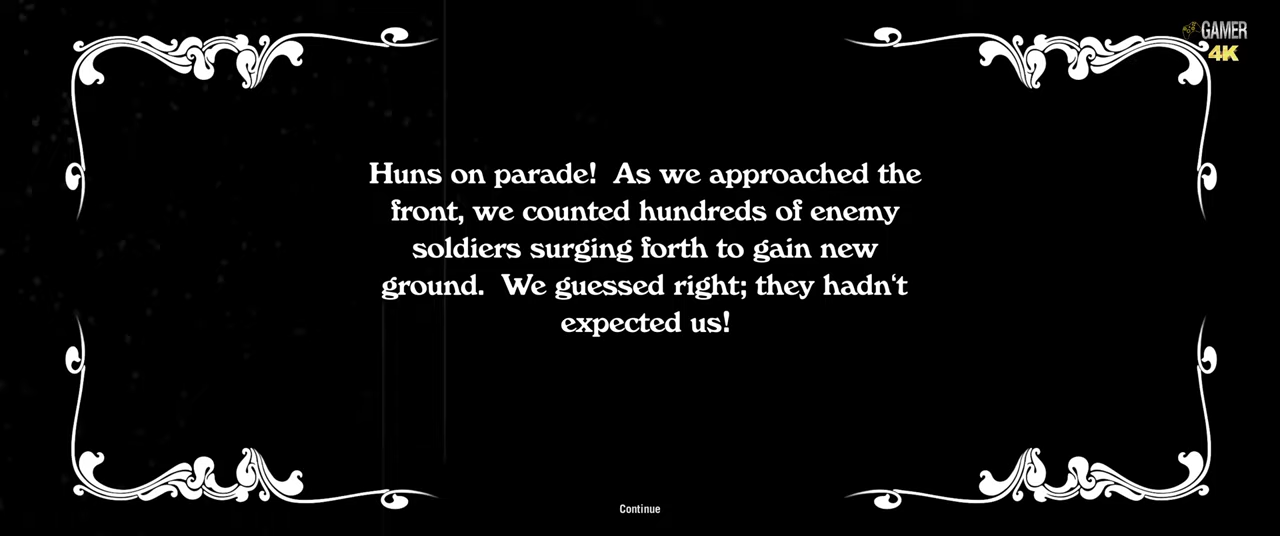 GAMER
4K
Huns on parade!  As we approached the
front, we counted hundreds of enemy
soldiers surging forth to gain new
ground.  We guessed right; they hadn‘t
expected us!
Continue